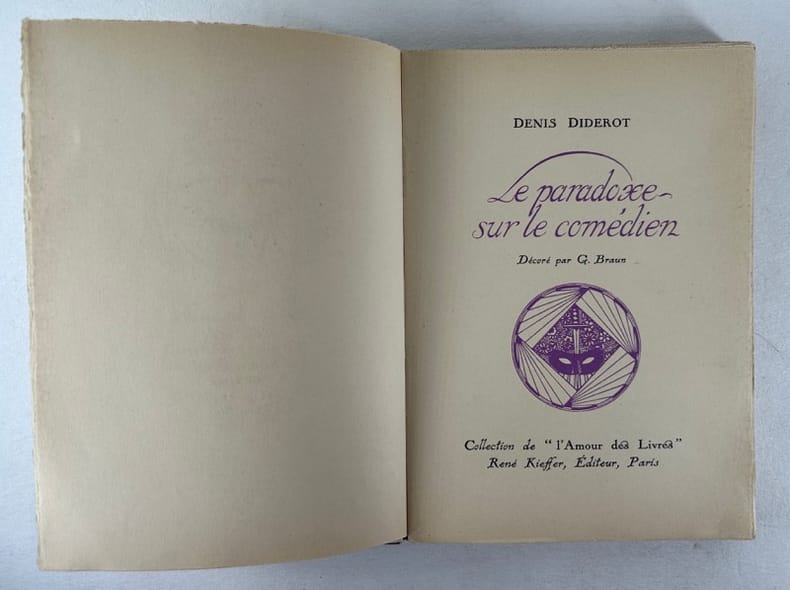 DENIS DIDEROT
Le paradoxe
sur le comédien
Décoré par G. Braun
Collection de “ l'Amour des Livres”
René Kieffer, Éditeur, Paris